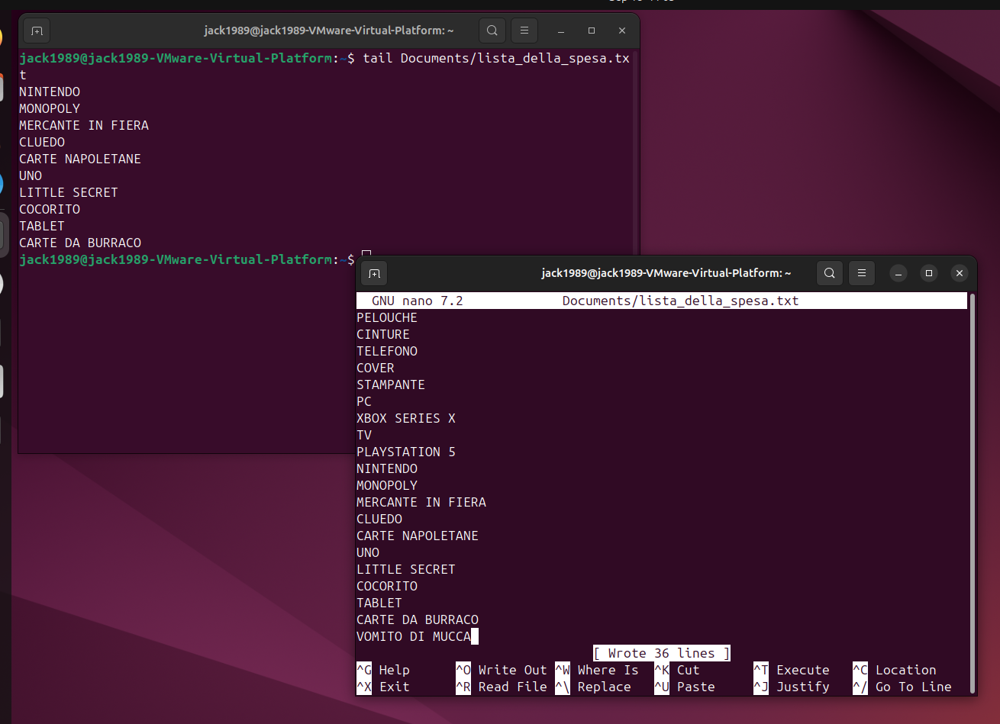 jack1989@jack1989-VMware-Virtual-Platform: ~
jack1989@jack1989-VMware-Virtual-Platform:~$ tail Documents/lista_della_spesa.tx
t
NINTENDO
MONOPOLY
MERCANTE IN FIERA
CLUEDO
CARTE NAPOLETANE
UNO
LITTLE SECRET
COCORITO
TABLET
CARTE DA BURRACO
jack1989@jack1989-VMware-Virtual-Platform:~$
jack1989@jack1989-VMware-Virtual-Platform: ~
GNU nano 7.2 Documents/lista_della_spesa.txt
PELOUCHE
CINTURE
TELEFONO
COVER
STAMPANTE
PC
XBOX SERIES X
TV
PLAYSTATION 5
NINTENDO
MONOPOLY
MERCANTE IN FIERA
CLUEDO
CARTE NAPOLETANE
UNO
LITTLE SECRET
COCORITO
TABLET
CARTE DA BURRACO
VOMITO DI MUCCA
[ Wrote 36 lines ]
^G Help ^O Write Out ^W Where Is ^K Cut ^T Execute ^C Location
^X Exit ^R Read File ^\ Replace ^U Paste ^J Justify ^/ Go To Line